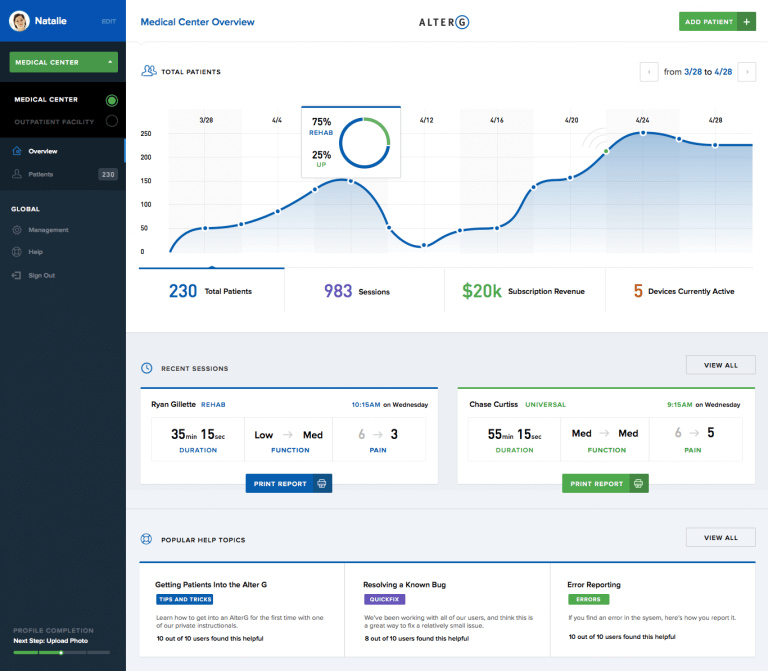 Natalie
EDIT
Medical Center Overview
ALTERG
ADD PATIENT +
MEDICAL CENTER
MEDICAL CENTER
OUTPATIENT FACILITY
Overview
Patients
230
GLOBAL
Management
Help
Sign Out
PROFILE COMPLETION
Next Step: Upload Photo
TOTAL PATIENTS
from 3/28 to 4/28
3/28
4/4
4/12
4/16
4/20
4/24
4/28
75%
REHAB
25%
UP
250
200
150
100
50
0
230 Total Patients
983 Sessions
$20k Subscription Revenue
5 Devices Currently Active
RECENT SESSIONS
VIEW ALL
Ryan Gillette REHAB
10:15AM on Wednesday
35min 15sec
DURATION
Low → Med
FUNCTION
6 → 3
PAIN
PRINT REPORT
Chase Curtiss UNIVERSAL
9:15AM on Wednesday
55min 15sec
DURATION
Med → Med
FUNCTION
6 → 5
PAIN
PRINT REPORT
POPULAR HELP TOPICS
VIEW ALL
Getting Patients Into the Alter G
TIPS AND TRICKS
Learn how to get into an AlterG for the first time with one
of our private instructionals.
10 out of 10 users found this helpful
Resolving a Known Bug
QUICKFIX
We've been working with all of our users, and think this is
a great way to fix a relatively small issue.
8 out of 10 users found this helpful
Error Reporting
ERRORS
If you find an error in the sysem, here's how you report it.
10 out of 10 users found this helpful